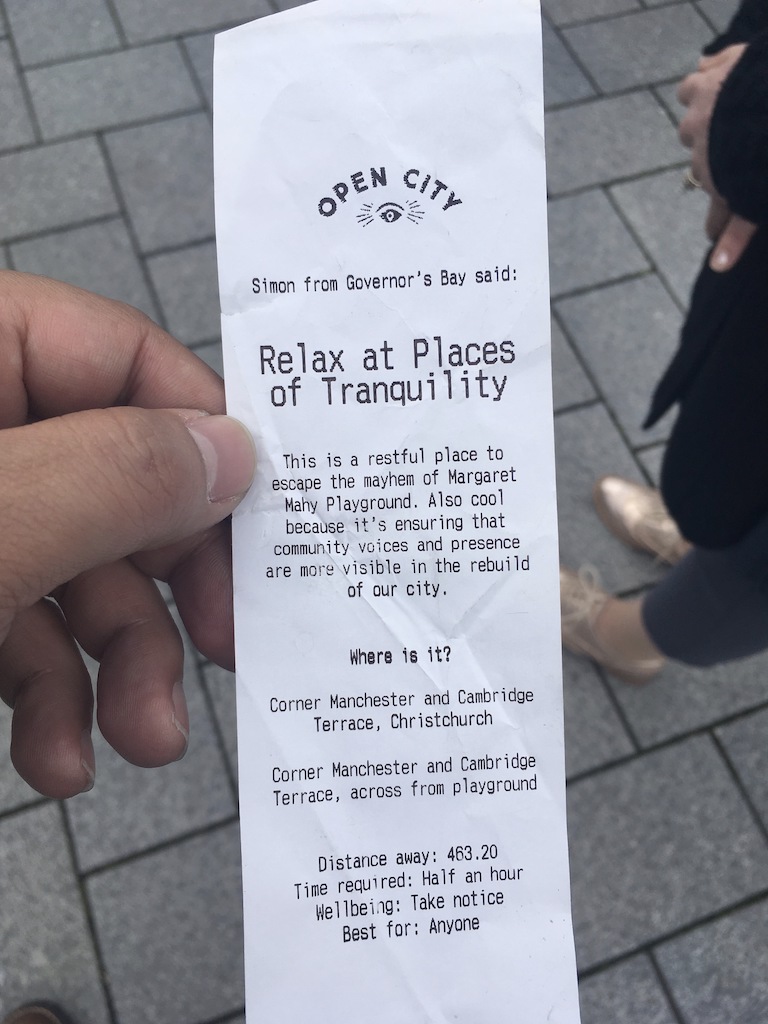 OPEN CITY
Simon from Governor's Bay said:
Relax at Places
of Tranquility
This is a restful place to
escape the mayhem of Margaret
Mahy Playground. Also cool
because it's ensuring that
community voices and presence
are more visible in the rebuild
of our city.
Where is it?
Corner Manchester and Cambridge
Terrace, Christchurch
Corner Manchester and Cambridge
Terrace, across from playground
Distance away: 463.20
Time required: Half an hour
Wellbeing: Take notice
Best for: Anyone